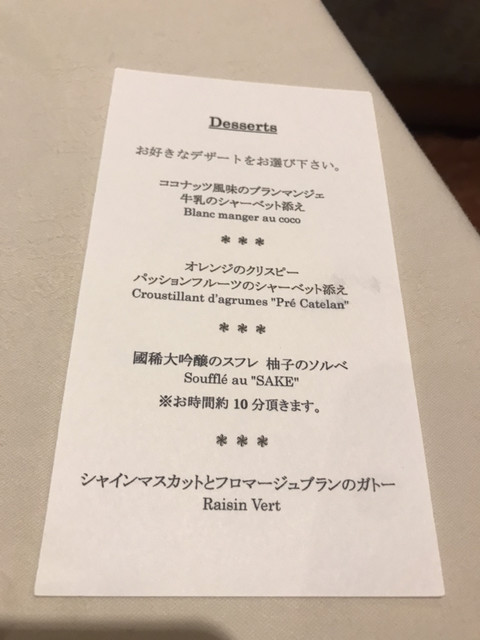 Desserts
お好きなデザートをお選び下さい。
ココナッツ風味のブランマンジェ
牛乳のシャーベット添え
Blanc manger au coco
＊＊＊
オレンジのクリスピー
パッションフルーツのシャーベット添え
Croustillant d'agrumes "Pré Catelan"
＊＊＊
國稀大吟醸のスフレ 柚子のソルベ
Soufflé au "SAKE"
※お時間約 10 分頂きます。
＊＊＊
シャインマスカットとフロマージュブランのガトー
Raisin Vert